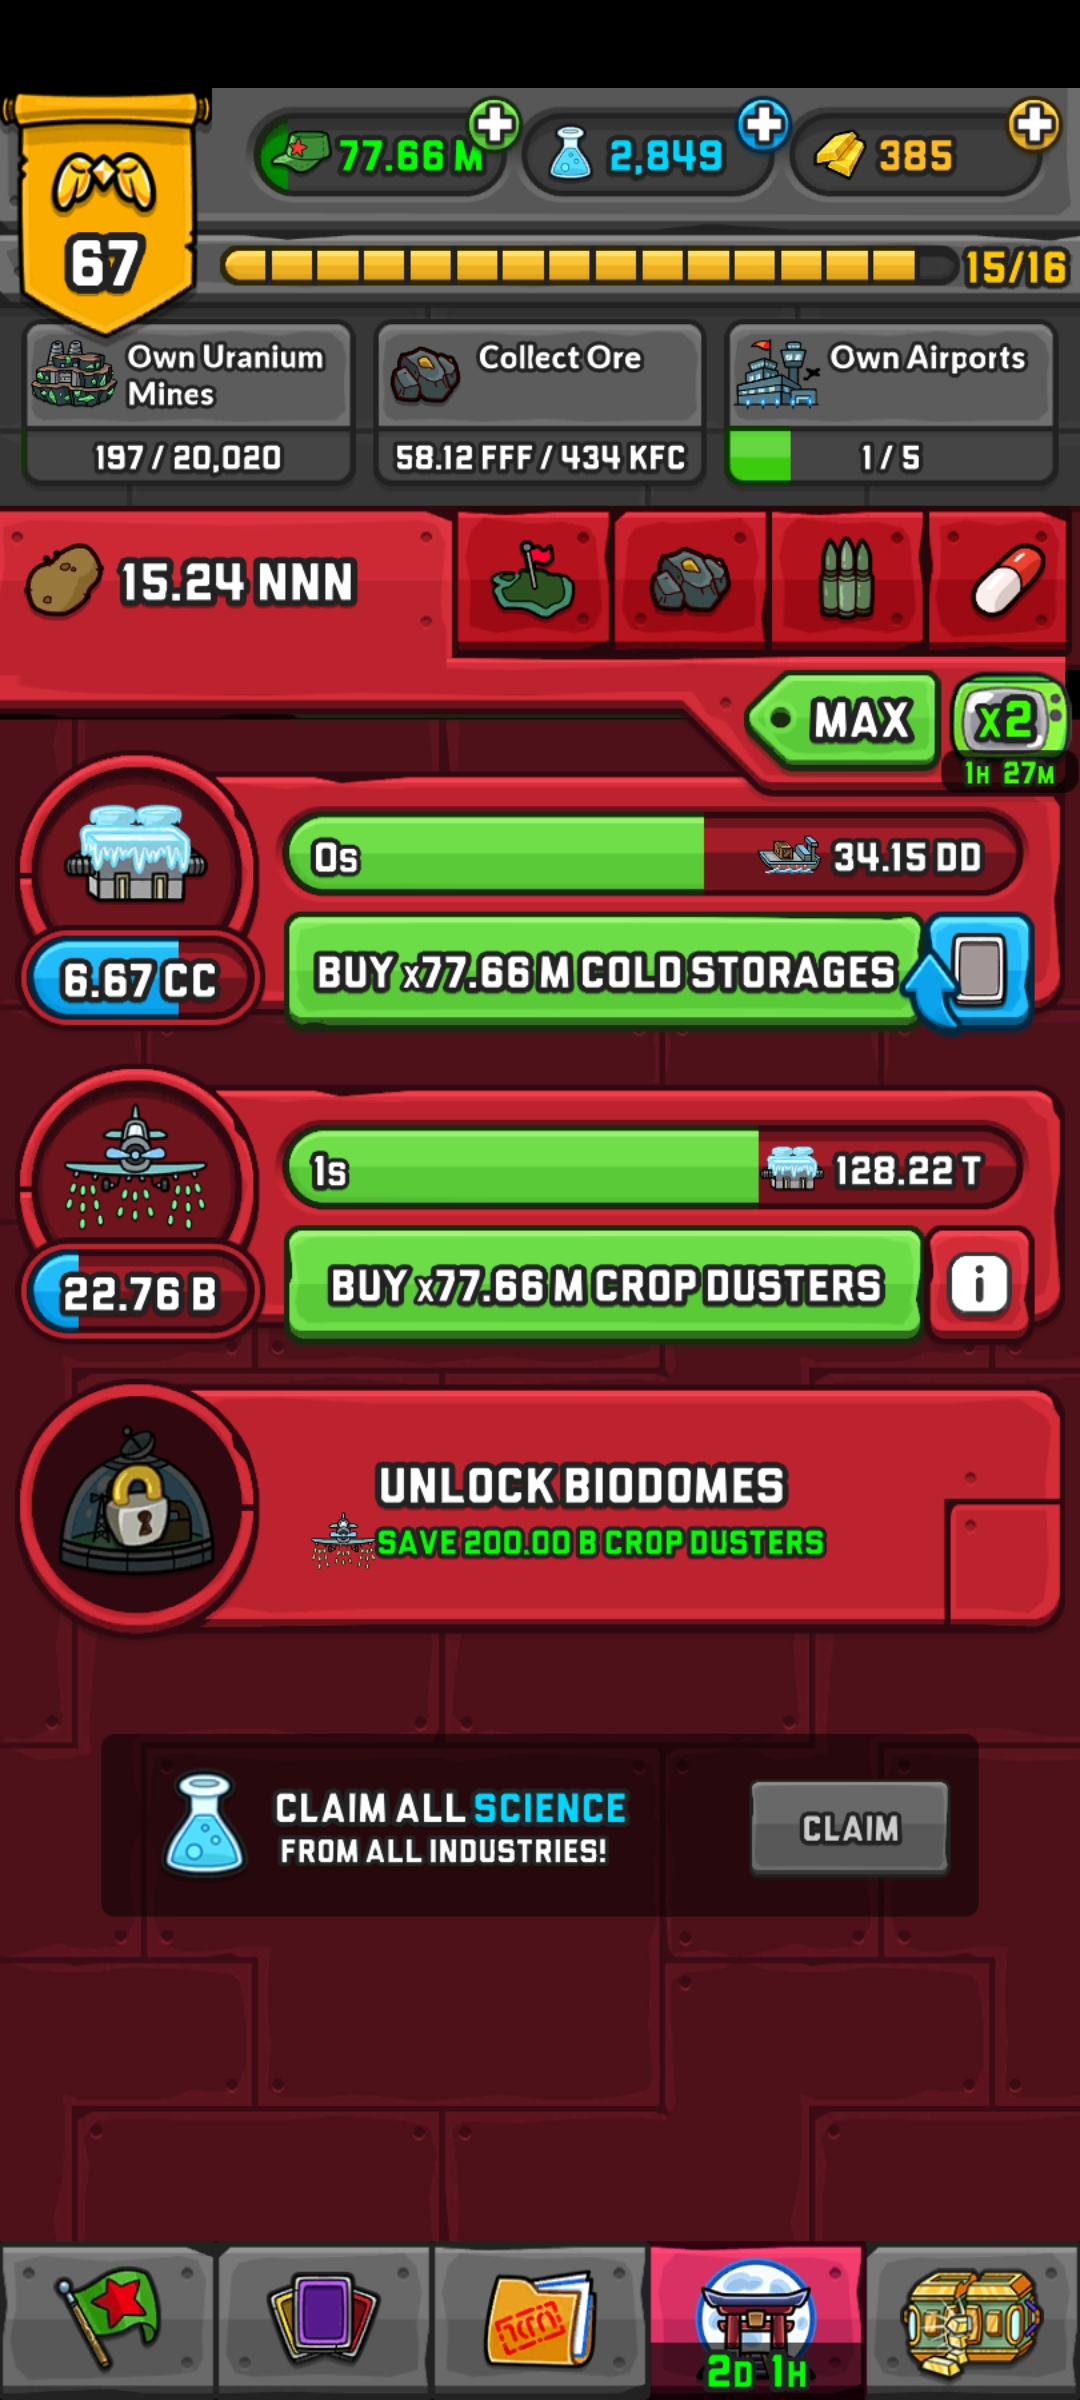 77.66 M
2,849
385
67
15/16
Own Uranium
Mines
197 / 20,020
Collect Ore
58.12 FFF / 434 KFC
Own Airports
1 / 5
15.24 NNN
MAX
X2
1H 27M
0s
34.15 DD
6.67 CC
BUY x77.66 M COLD STORAGES
1s
128.22 T
22.76 B
BUY x77.66 M CROP DUSTERS
i
UNLOCK BIODOMES
SAVE 200.00 B CROP DUSTERS
CLAIM ALL SCIENCE
FROM ALL INDUSTRIES!
CLAIM
2D 1H